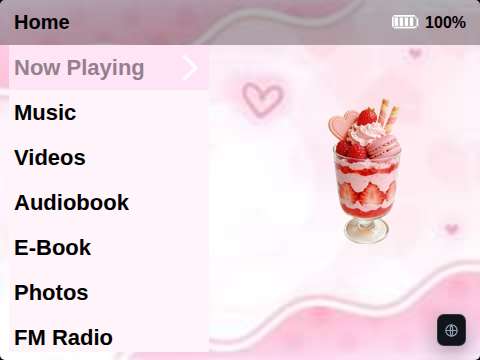 Home
100%
Now Playing
Music
Videos
Audiobook
E-Book
Photos
FM Radio